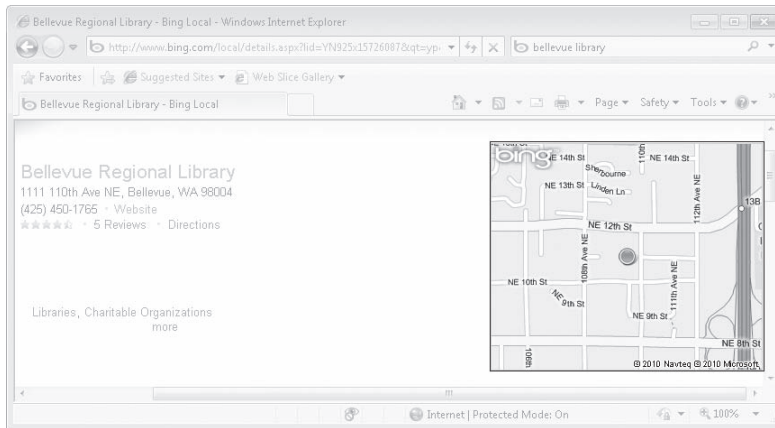 Bellevue Regional Library - Bing Local - Windows Internet Explorer
http://www.bing.com/local/details.aspx?lid=YN925x15726087&qt=yp
bellevue library
Favorites Suggested Sites Web Slice Gallery
Bellevue Regional Library - Bing Local
Page Safety Tools
Bellevue Regional Library
1111 110th Ave NE, Bellevue, WA 98004
(425) 450-1765 · Website
· 5 Reviews · Directions
Libraries, Charitable Organizations
more
bing
NE 14th St
NE 14th St
110th
Sherbourne
NE 13th St
Linden Ln
112th Ave NE
13B
NE 12th St
108th Ave NE
NE 10th St
NE 9th St
111th Ave NE
NE 9th St
NE 8th St
106th
© 2010 Navteq © 2010 Microsoft
Internet | Protected Mode: On
100%